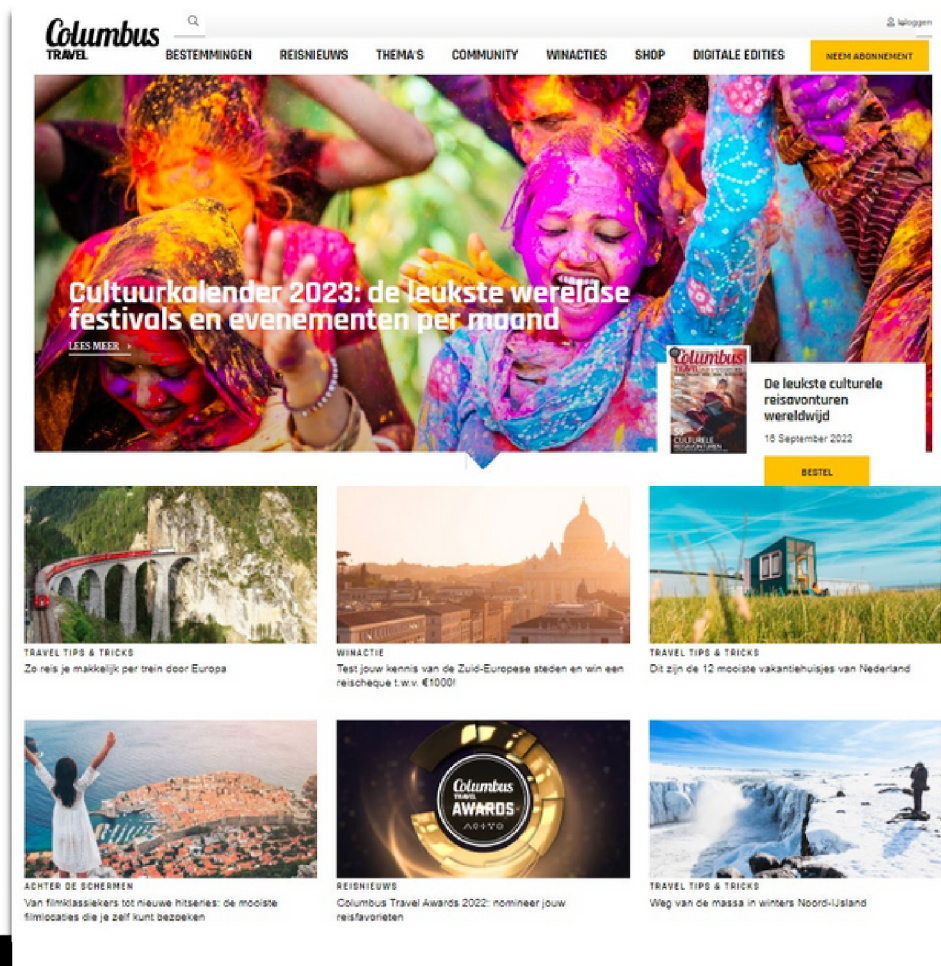 Columbus
TRAVEL
Inloggen
BESTEMMINGEN REISNIEUWS THEMA'S COMMUNITY WINACTIES SHOP DIGITALE EDITIES NEEM ABONNEMENT
Cultuurkalender 2023: de leukste wereldse
festivals en evenementen per maand
LEES MEER
Columbus
TRAVEL
CULTURELE
REISAVONTUREN
De leukste culturele
reisavonturen
wereldwijd
16 September 2022
BESTEL
TRAVEL TIPS & TRICKS
Zo reis je makkelijk per trein door Europa
WINACTIE
Test jouw kennis van de Zuid-Europese steden en win een
reischeque t.w.v. €1000!
TRAVEL TIPS & TRICKS
Dit zijn de 12 mooiste vakantiehuisjes van Nederland
Columbus
TRAVEL
AWARDS
ACHTER DE SCHERMEN
Van filmklassiekers tot nieuwe hitseries: de mooiste
filmlocaties die je zelf kunt bezoeken
REISNIEUWS
Columbus Travel Awards 2022: nomineer jouw
reisfavorieten
TRAVEL TIPS & TRICKS
Weg van de massa in winters Noord-IJsland